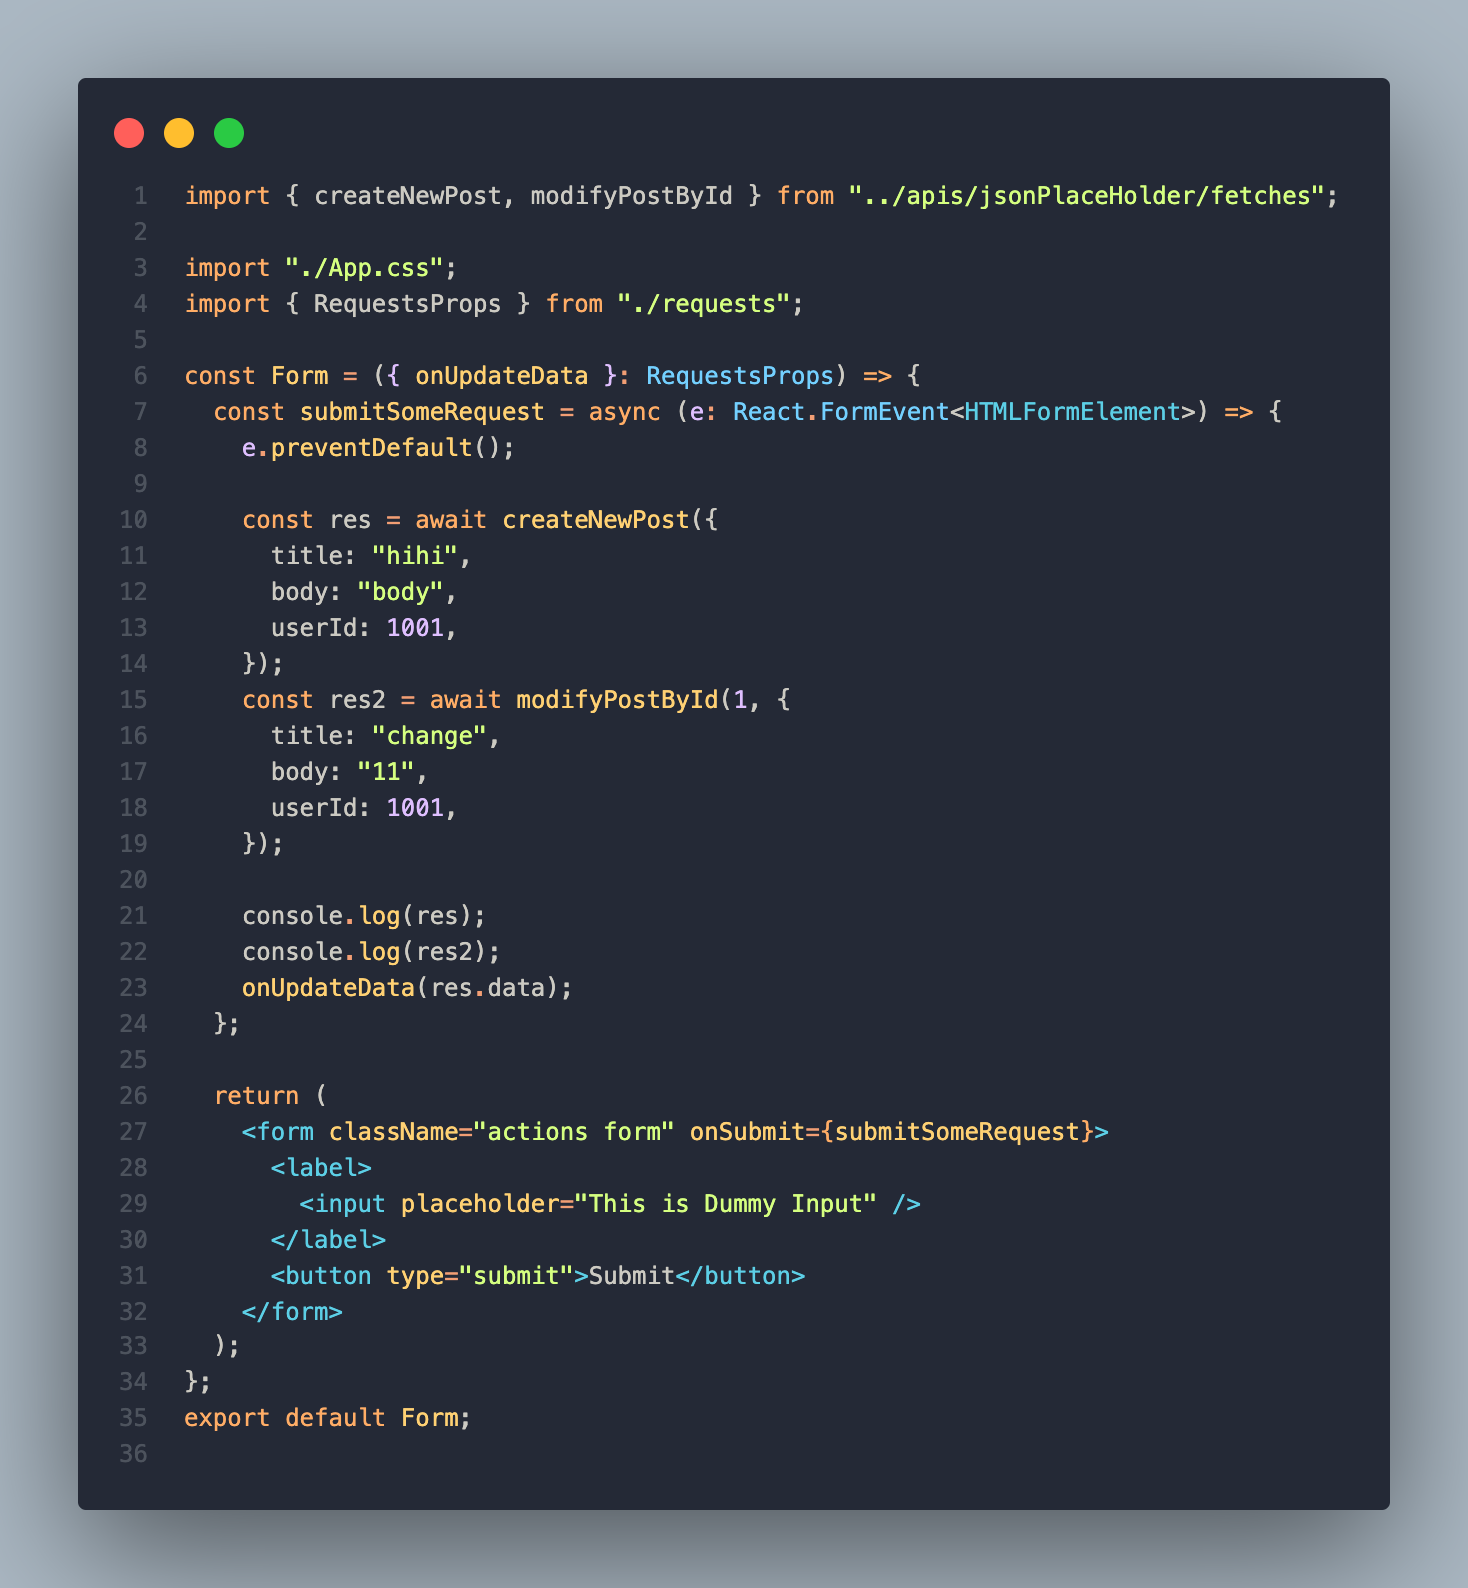 1 import { createNewPost, modifyPostById } from "../apis/jsonPlaceHolder/fetches";
2
3 import "./App.css";
4 import { RequestsProps } from "./requests";
5
6 const Form = ({ onUpdateData }: RequestsProps) => {
7   const submitSomeRequest = async (e: React.FormEvent<HTMLFormElement>) => {
8     e.preventDefault();
9
10     const res = await createNewPost({
11       title: "hihi",
12       body: "body",
13       userId: 1001,
14     });
15     const res2 = await modifyPostById(1, {
16       title: "change",
17       body: "11",
18       userId: 1001,
19     });
20
21     console.log(res);
22     console.log(res2);
23     onUpdateData(res.data);
24   };
25
26   return (
27     <form className="actions form" onSubmit={submitSomeRequest}>
28       <label>
29         <input placeholder="This is Dummy Input" />
30       </label>
31       <button type="submit">Submit</button>
32     </form>
33   );
34 };
35 export default Form;
36